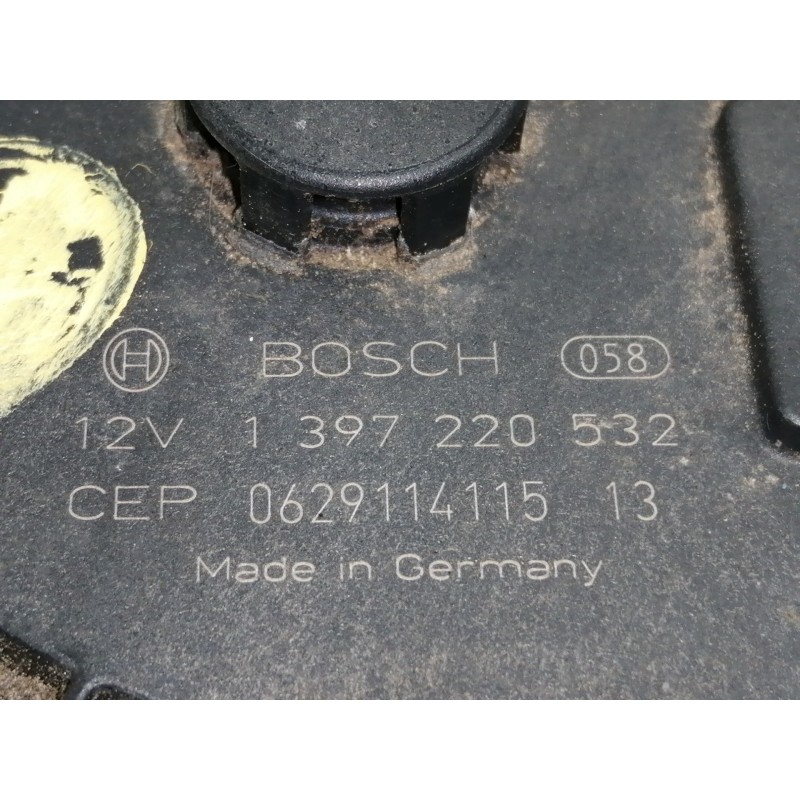 BOSCH 058
12V 1 397 220 532
CEP 0629114115 13
Made in Germany